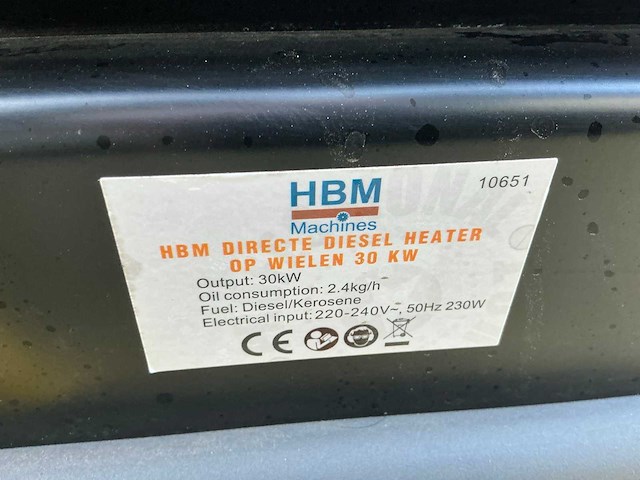 HBM
Machines
10651
HBM DIRECTE DIESEL HEATER
OP WIELEN 30 KW
Output: 30kW
Oil consumption: 2.4kg/h
Fuel: Diesel/Kerosene
Electrical input: 220-240V~, 50Hz 230W
CE